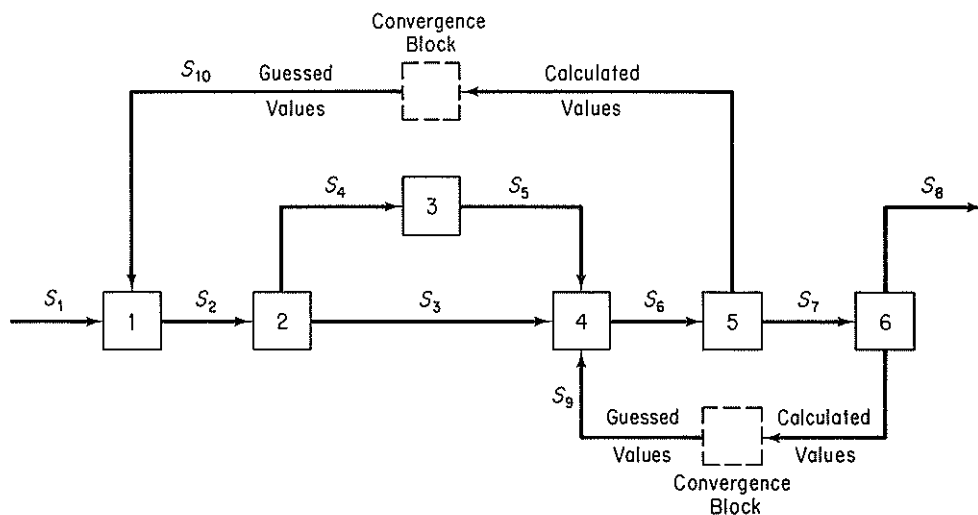 Convergence
Block
S10
Guessed
Values
Calculated
Values
S4
3
S5
S8
S1
1
S2
2
S3
4
S6
5
S7
6
S9
Guessed
Values
Calculated
Values
Convergence
Block